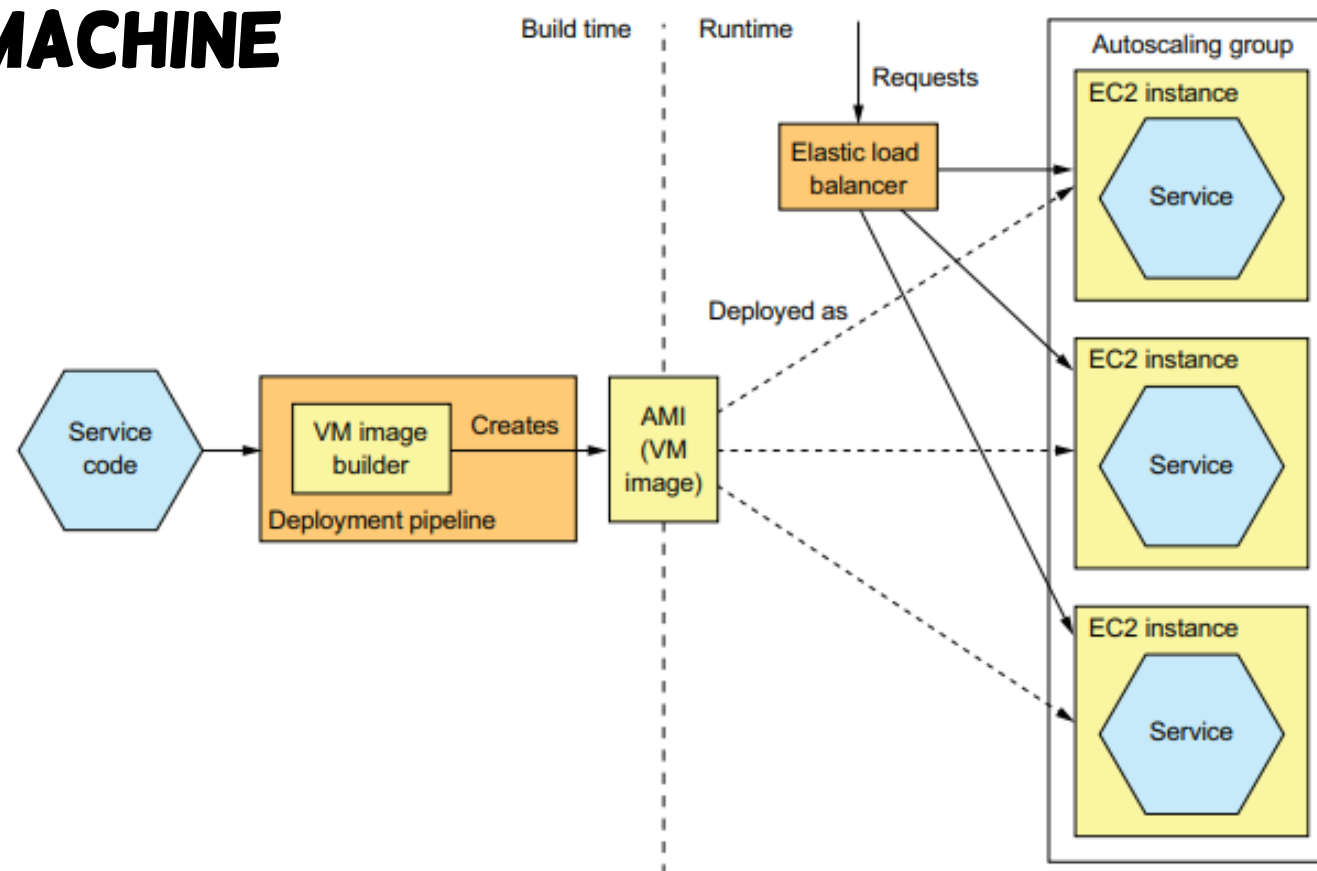 MACHINE
Build time
Runtime
Requests
Elastic load
balancer
Autoscaling group
EC2 instance
Service
Deployed as
EC2 instance
Service
Service
code
VM image
builder
Creates
Deployment pipeline
AMI
(VM
image)
EC2 instance
Service